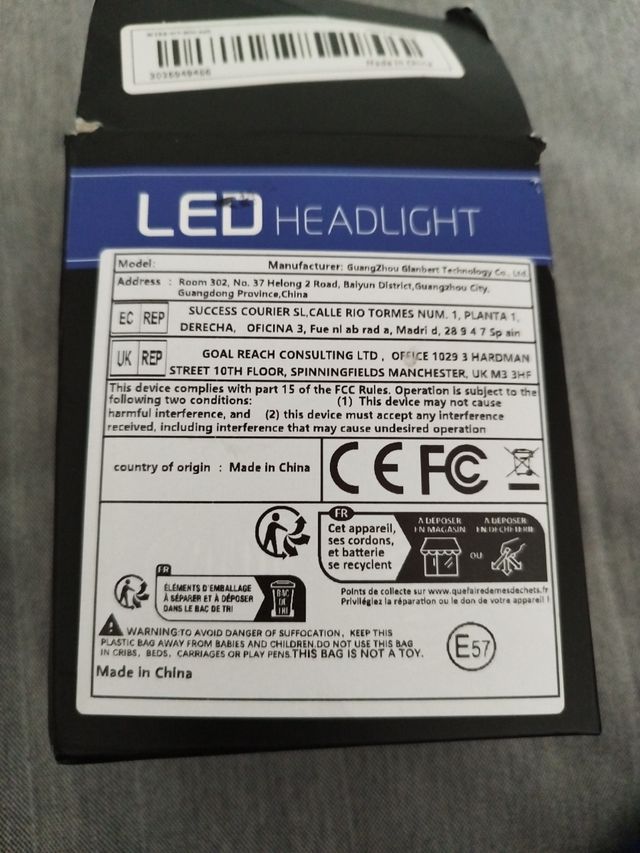 3038949486
Made in China
LED HEADLIGHT
Model: Manufacturer: GuangZhou Glanbert Technology Co., Ltd
Address : Room 302, No. 37 Helong 2 Road, Baiyun District,Guangzhou City,
Guangdong Province,China
EC REP SUCCESS COURIER SL,CALLE RIO TORMES NUM. 1, PLANTA 1,
DERECHA, OFICINA 3, Fue nl ab rad a, Madri d, 28 9 4 7 Sp ain
UK REP GOAL REACH CONSULTING LTD , OFFICE 1029 3 HARDMAN
STREET 10TH FLOOR, SPINNINGFIELDS MANCHESTER, UK M3 3HF
This device complies with part 15 of the FCC Rules. Operation is subject to the
following two conditions: (1) This device may not cause
harmful interference, and (2) this device must accept any interference
received, including interference that may cause undesired operation
country of origin : Made in China CE FC
FR
Cet appareil,
ses cordons,
et batterie
se recyclent
À DÉPOSER
EN MAGASIN
OU
À DÉPOSER
EN DÉCHÈTERIE
Points de collecte sur www.quefairedemesdechets.fr
Privilégiez la réparation ou le don de votre appareil !
FR
ÉLÉMENTS D'EMBALLAGE
À SÉPARER ET À DÉPOSER
DANS LE BAC DE TRI
BAC
DE
TRI
WARNING:TO AVOID DANGER OF SUFFOCATION, KEEP THIS
PLASTIC BAG AWAY FROM BABIES AND CHILDREN.DO NOT USE THIS BAG
IN CRIBS, BEDS, CARRIAGES OR PLAY PENS.THIS BAG IS NOT A TOY.
E57
Made in China